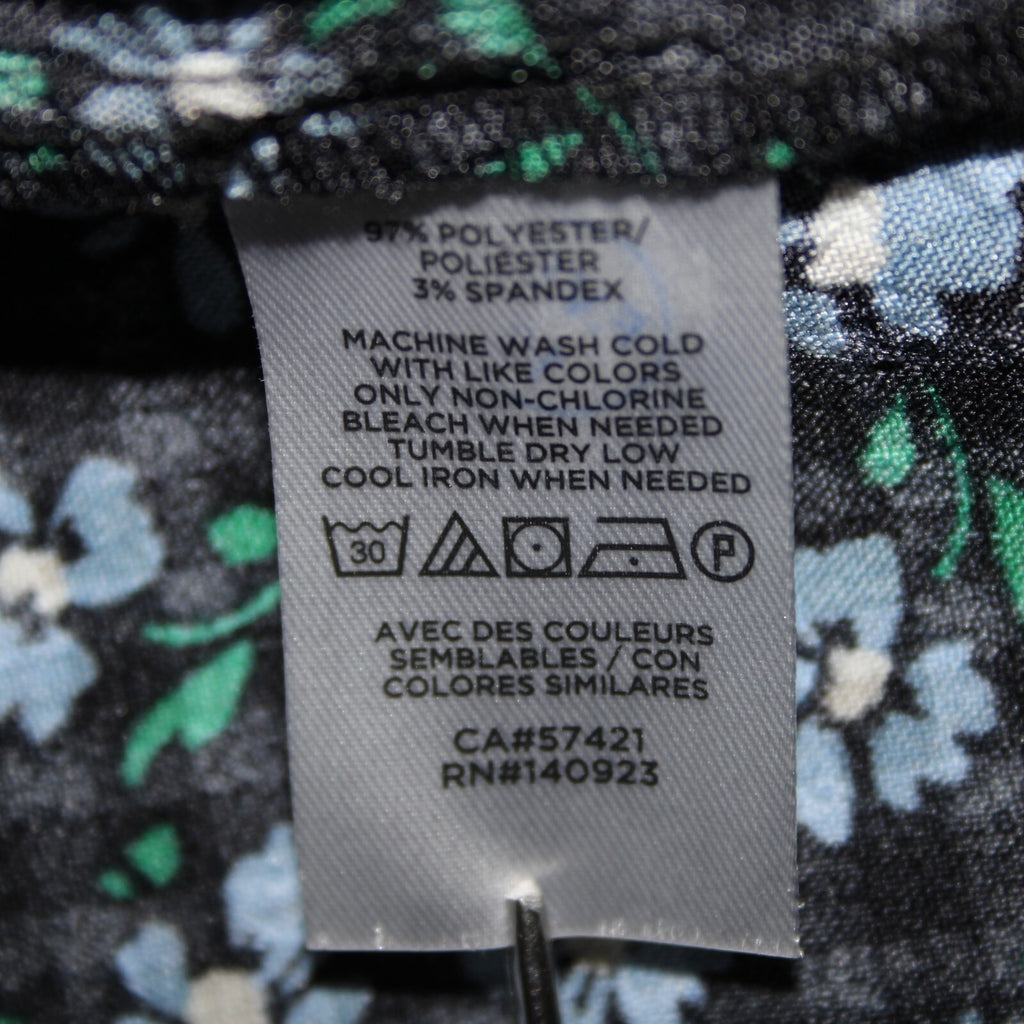 97% POLYESTER/
POLIÉSTER
3% SPANDEX
MACHINE WASH COLD
WITH LIKE COLORS
ONLY NON-CHLORINE
BLEACH WHEN NEEDED
TUMBLE DRY LOW
COOL IRON WHEN NEEDED
30 P
AVEC DES COULEURS
SEMBLABLES / CON
COLORES SIMILARES
CA#57421
RN#140923